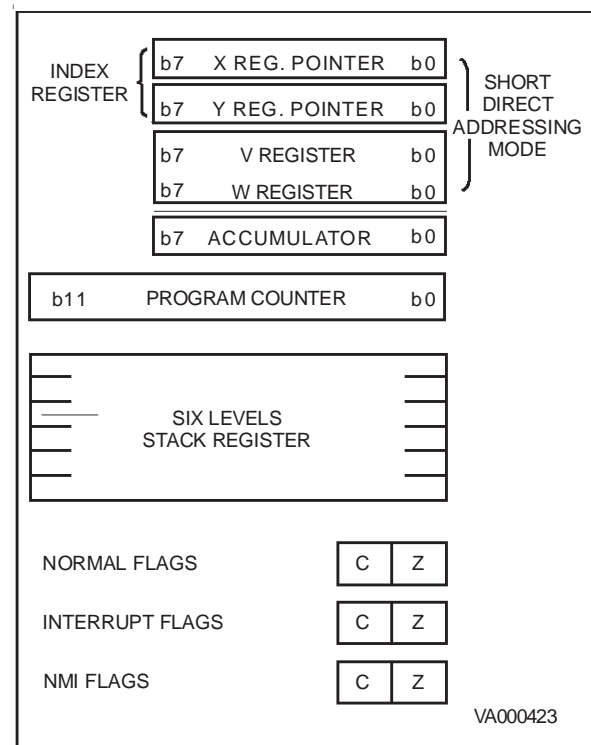 INDEX
REGISTER
b7 X REG. POINTER b0
b7 Y REG. POINTER b0
SHORT
DIRECT
ADDRESSING
MODE
b7 V REGISTER b0
b7 W REGISTER b0
b7 ACCUMULATOR b0
b11 PROGRAM COUNTER b0
SIX LEVELS
STACK REGISTER
NORMAL FLAGS C Z
INTERRUPT FLAGS C Z
NMI FLAGS C Z
VA000423